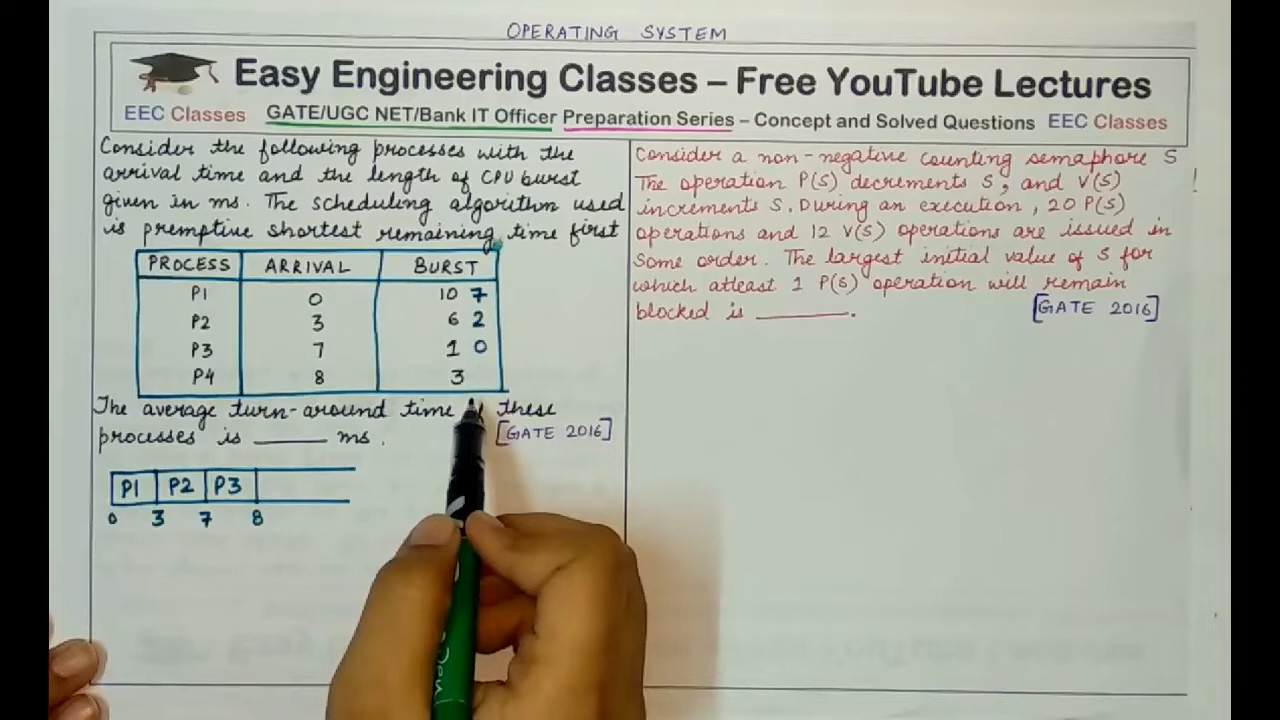 OPERATING SYSTEM
Easy Engineering Classes – Free YouTube Lectures
EEC Classes GATE/UGC NET/Bank IT Officer Preparation Series – Concept and Solved Questions EEC Classes
Consider the following processes with the
arrival time and the length of CPU burst
given in ms. The scheduling algorithm used
is premptive shortest remaining time first
PROCESS ARRIVAL BURST
P1 0 10 7
P2 3 6 2
P3 7 1 0
P4 8 3
The average turn-around time these
processes is ____ ms.
[GATE 2016]
P1 P2 P3
0 3 7 8
Consider a non-negative counting semaphore S
The operation P(S) decrements S, and V(S)
increments S. During an execution, 20 P(S)
operations and 12 V(S) operations are issued in
some order. The largest initial value of S for
which atleast 1 P(S) operation will remain
blocked is ____.
[GATE 2016]